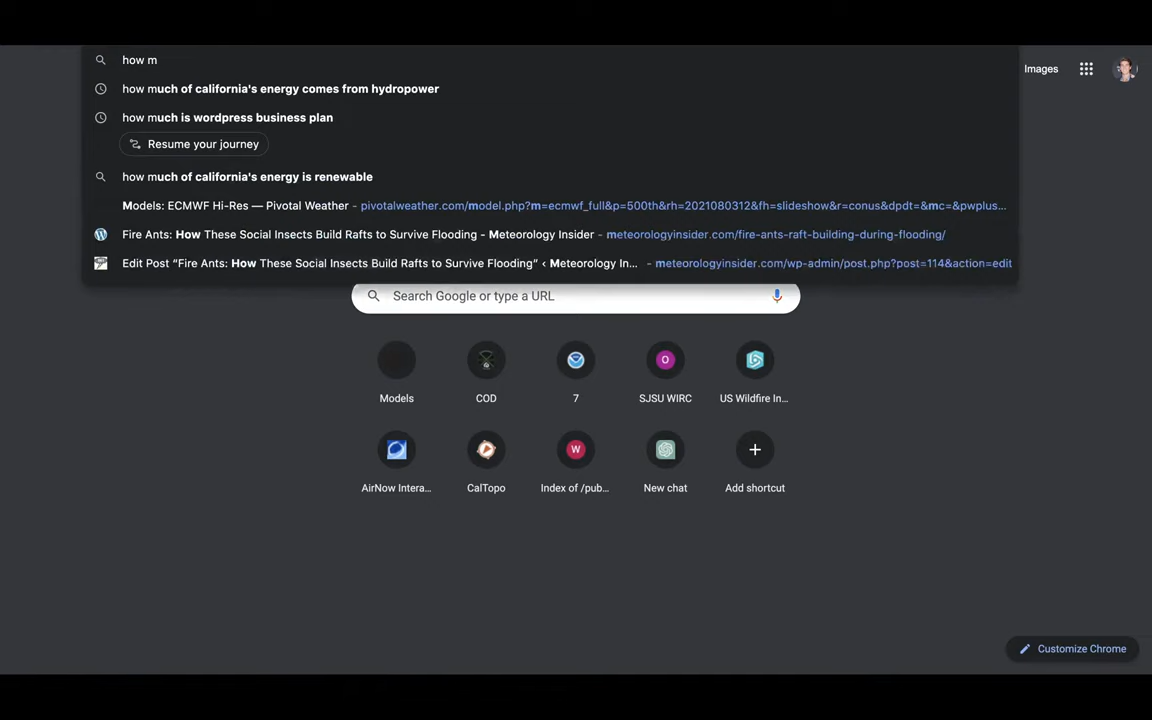 how m
Images
how much of california's energy comes from hydropower
how much is wordpress business plan
Resume your journey
how much of california's energy is renewable
Models: ECMWF Hi-Res — Pivotal Weather - pivotalweather.com/model.php?m=ecmwf_full&p=500th&rh=2021080312&fh=slideshow&r=conus&dpdt=&mc=&pwplus...
Fire Ants: How These Social Insects Build Rafts to Survive Flooding - Meteorology Insider - meteorologyinsider.com/fire-ants-raft-building-during-flooding/
Edit Post “Fire Ants: How These Social Insects Build Rafts to Survive Flooding” ‹ Meteorology In... - meteorologyinsider.com/wp-admin/post.php?post=114&action=edit
Search Google or type a URL
O
Models COD 7 SJSU WIRC US Wildfire In...
W
AirNow Intera... CalTopo Index of /pub... New chat Add shortcut
Customize Chrome